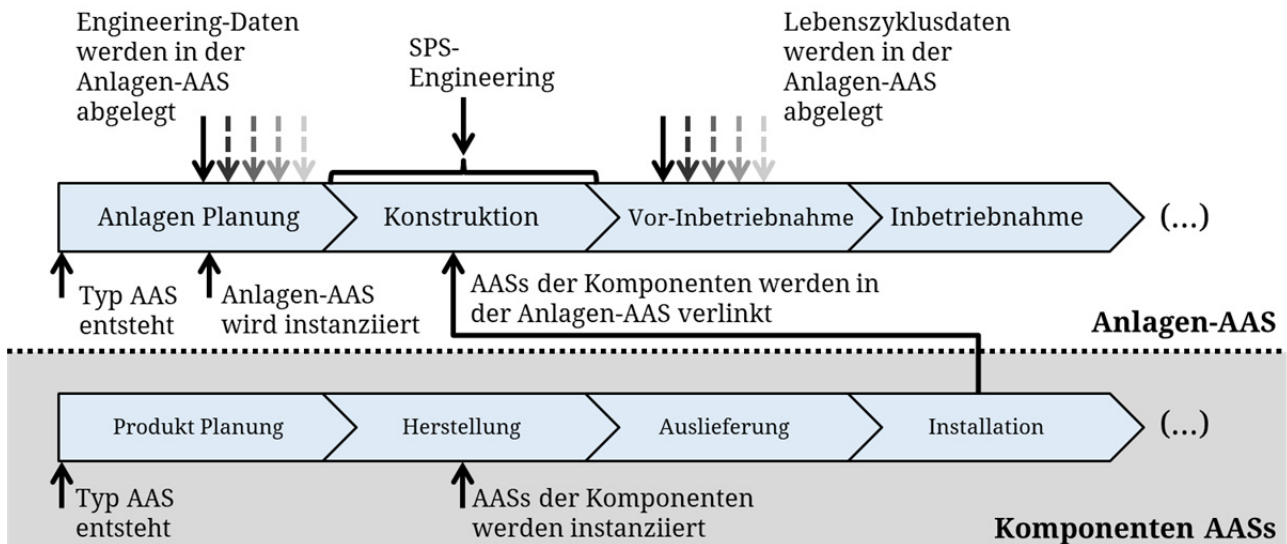 Engineering-Daten
werden in der
Anlagen-AAS
abgelegt
SPS-
Engineering
Lebenszyklusdaten
werden in der
Anlagen-AAS
abgelegt
Anlagen Planung
Konstruktion
Vor-Inbetriebnahme
Inbetriebnahme
(...)
Typ AAS
entsteht
Anlagen-AAS
wird instanziiert
AASs der Komponenten werden in
der Anlagen-AAS verlinkt
Anlagen-AAS
Produkt Planung
Herstellung
Auslieferung
Installation
(...)
Typ AAS
entsteht
AASs der Komponenten
werden instanziiert
Komponenten AASs